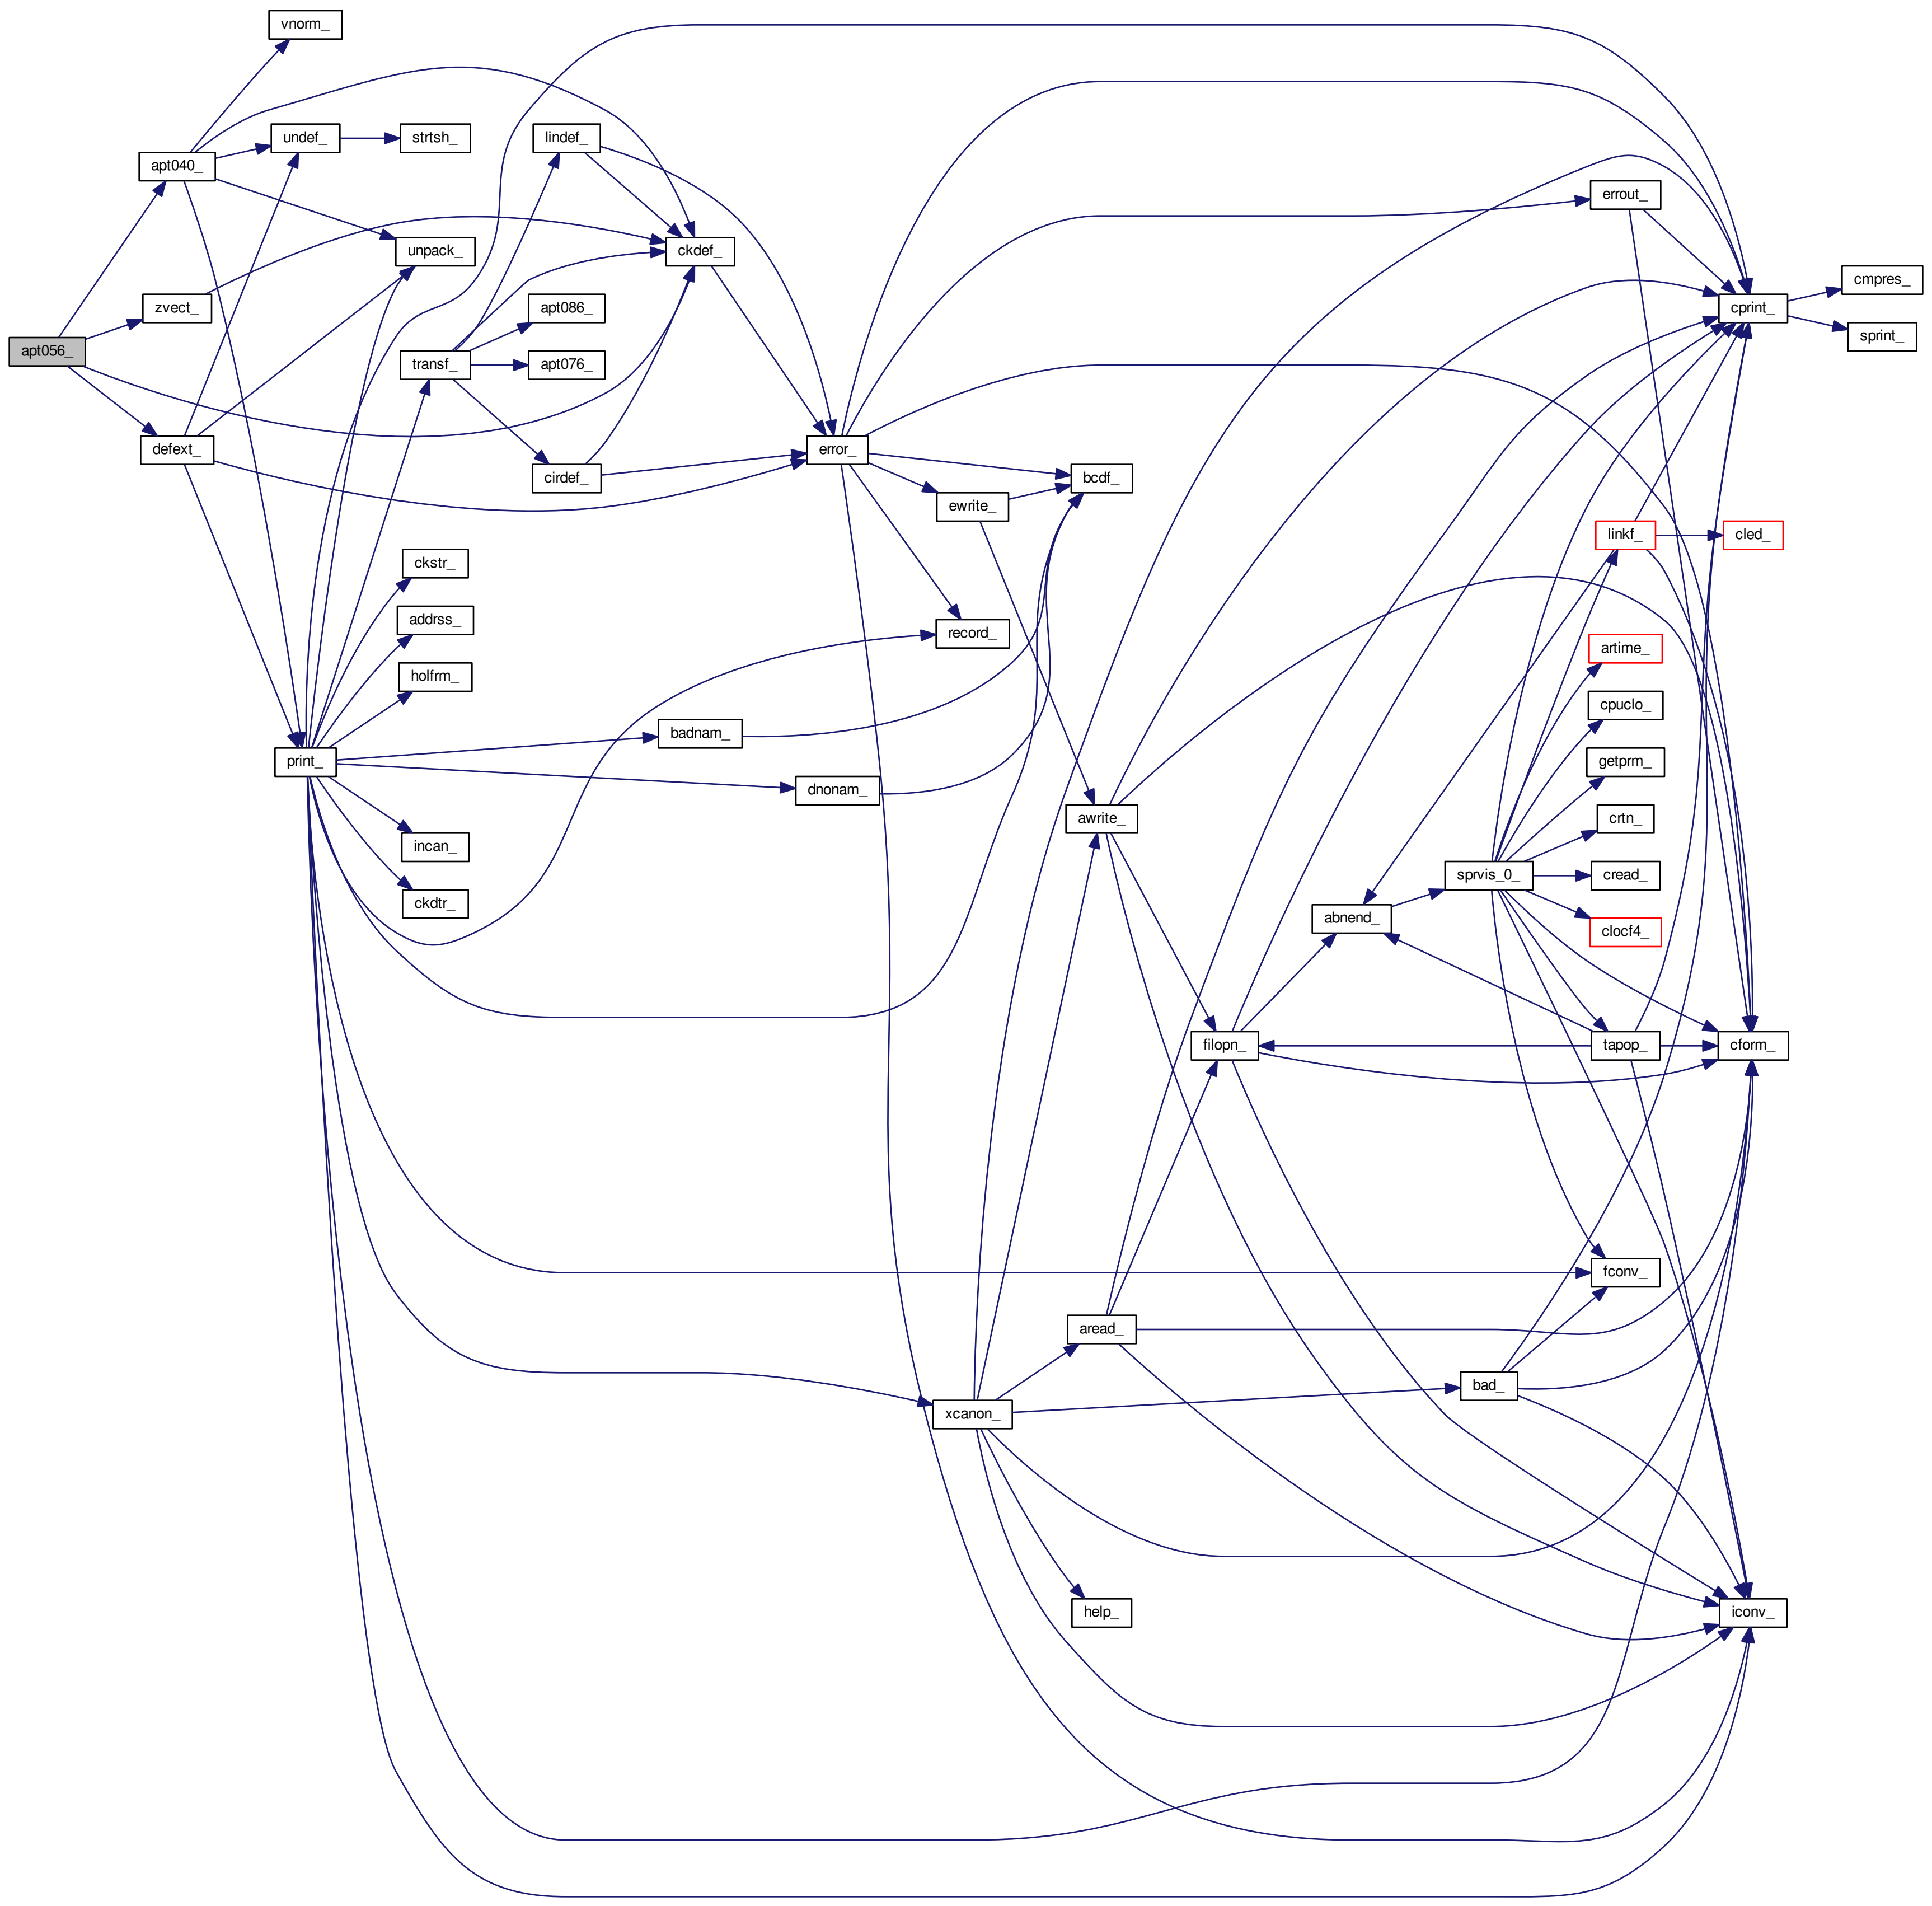 vnorm_
apt040_
undef_
strtsh_
lindef_
errout_
unpack_
ckdef_
cmpres_
zvect_
apt086_
cprint_
sprint_
apt056_
transf_
apt076_
defext_
error_
cirdef_
bcdf_
ewrite_
linkf_
cled_
ckstr_
addrss_
record_
artime_
holfrm_
cpuclo_
badnam_
print_
getprm_
dnonam_
awrite_
crtn_
incan_
sprvis_0_
cread_
ckdtr_
abnend_
clocf4_
filopn_
tapop_
cform_
fconv_
aread_
bad_
xcanon_
help_
iconv_